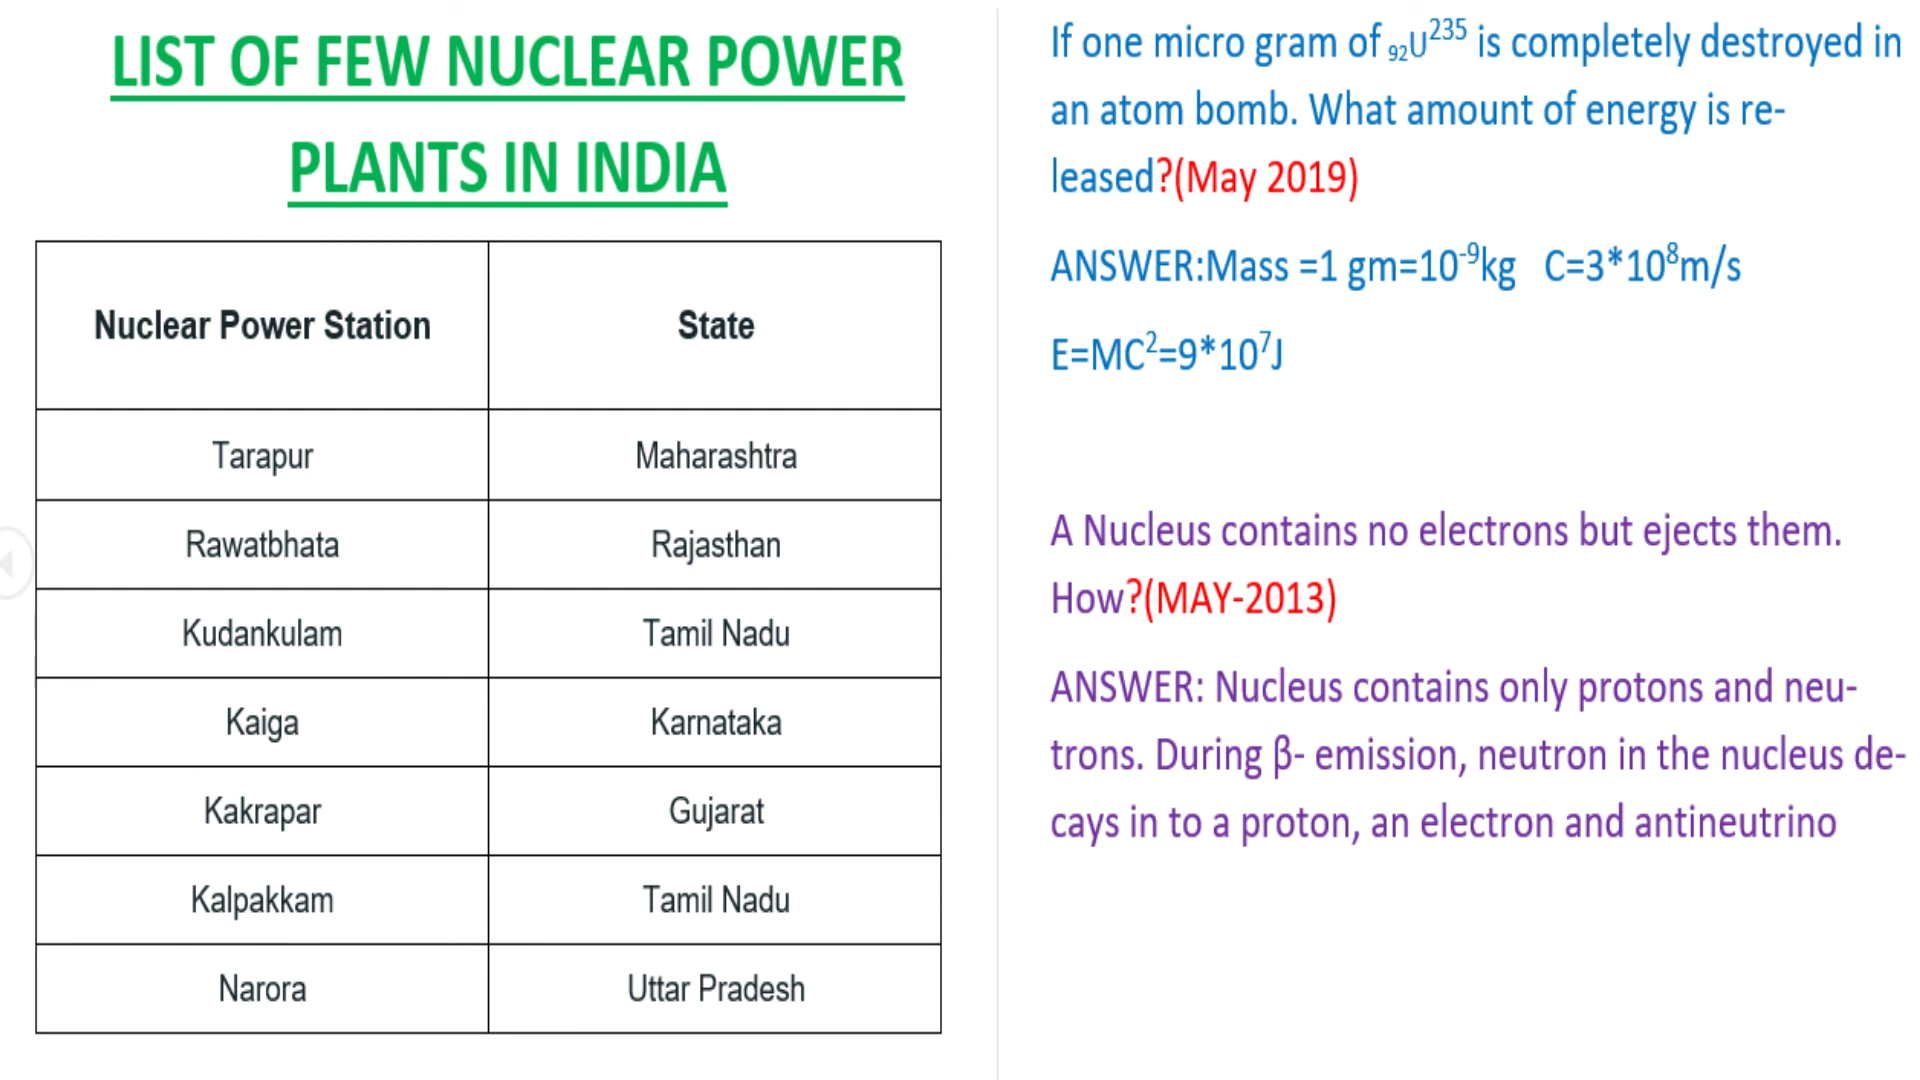 LIST OF FEW NUCLEAR POWER
PLANTS IN INDIA
Nuclear Power Station State
Tarapur Maharashtra
Rawatbhata Rajasthan
Kudankulam Tamil Nadu
Kaiga Karnataka
Kakrapar Gujarat
Kalpakkam Tamil Nadu
Narora Uttar Pradesh
If one micro gram of ₉₂U²³⁵ is completely destroyed in
an atom bomb. What amount of energy is re-
leased?(May 2019)
ANSWER:Mass =1 gm=10⁻⁹kg C=3*10⁸m/s
E=MC²=9*10⁷J
A Nucleus contains no electrons but ejects them.
How?(MAY-2013)
ANSWER: Nucleus contains only protons and neu-
trons. During β- emission, neutron in the nucleus de-
cays in to a proton, an electron and antineutrino